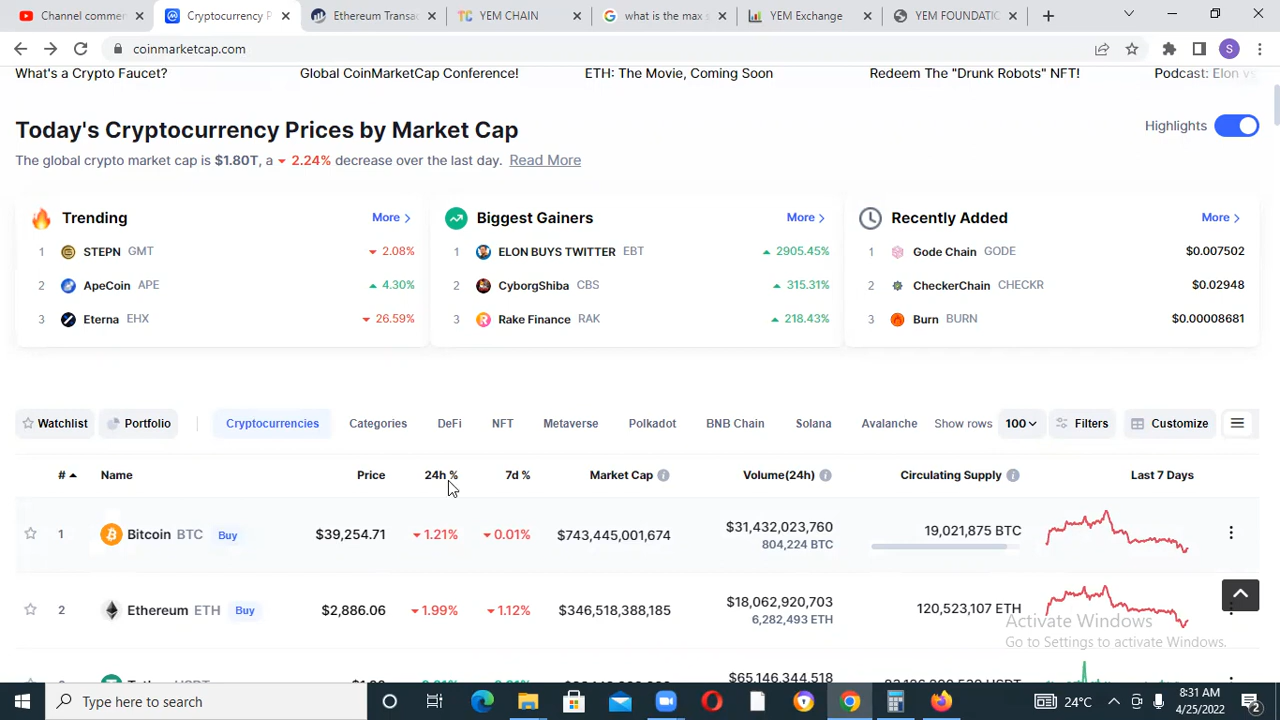 Channel commen
Cryptocurrency P
Ethereum Transac
YEM CHAIN
what is the max s
YEM Exchange
YEM FOUNDATIO
coinmarketcap.com
S
What's a Crypto Faucet?
Global CoinMarketCap Conference!
ETH: The Movie, Coming Soon
Redeem The "Drunk Robots" NFT!
Podcast: Elon vs
Today's Cryptocurrency Prices by Market Cap
Highlights
The global crypto market cap is $1.80T, a 2.24% decrease over the last day. Read More
Trending More
1 STEPN GMT 2.08%
2 ApeCoin APE 4.30%
3 Eterna EHX 26.59%
Biggest Gainers More
1 ELON BUYS TWITTER EBT 2905.45%
2 CyborgShiba CBS 315.31%
3 Rake Finance RAK 218.43%
Recently Added More
1 Gode Chain GODE $0.007502
2 CheckerChain CHECKR $0.02948
3 Burn BURN $0.00008681
Watchlist Portfolio Cryptocurrencies Categories DeFi NFT Metaverse Polkadot BNB Chain Solana Avalanche Show rows 100 Filters Customize
# Name Price 24h % 7d % Market Cap Volume(24h) Circulating Supply Last 7 Days
1 Bitcoin BTC Buy $39,254.71 1.21% 0.01% $743,445,001,674 $31,432,023,760 19,021,875 BTC
804,224 BTC
2 Ethereum ETH Buy $2,886.06 1.99% 1.12% $346,518,388,185 $18,062,920,703 120,523,107 ETH
6,282,493 ETH
Activate Windows
Go to Settings to activate Windows.
$65,146,344,518
Type here to search
24°C
8:31 AM
4/25/2022
2